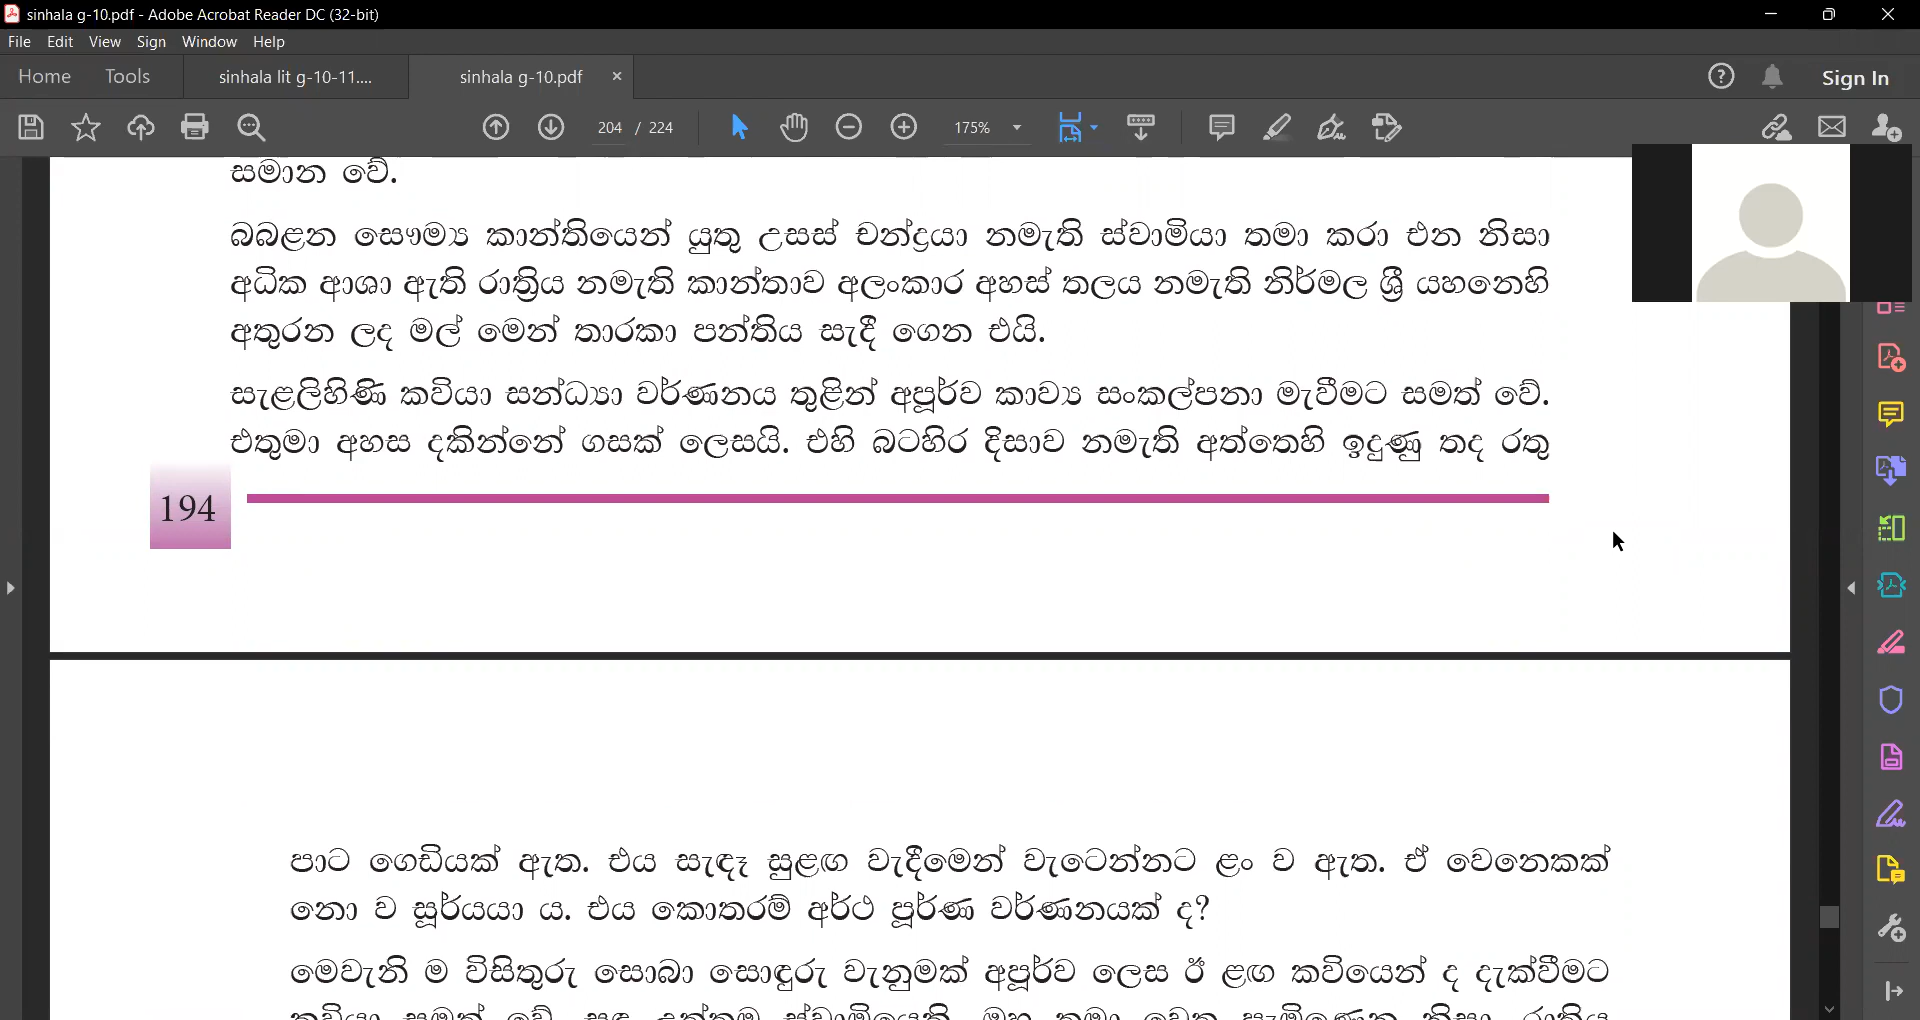 sinhala g-10.pdf - Adobe Acrobat Reader DC (32-bit)
File Edit View Sign Window Help
Home Tools sinhala lit g-10-11.... sinhala g-10.pdf Sign In
204 / 224 175%
සමාන වේ.
බබළන සෞම්‍ය කාන්තියෙන් යුතු උසස් චන්ද්‍රයා නමැති ස්වාමියා තමා කරා එන නිසා
අධික ආශා ඇති රාත්‍රිය නමැති කාන්තාව අලංකාර අහස් තලය නමැති නිර්මල ශ්‍රී යහනෙහි
අතුරන ලද මල් මෙන් තාරකා පන්තිය සැදී ගෙන එයි.
සැළලිහිණි කවියා සන්ධ්‍යා වර්ණනය තුළින් අපූර්ව කාව්‍ය සංකල්පනා මැවීමට සමත් වේ.
එතුමා අහස දකින්නේ ගසක් ලෙසයි. එහි බටහිර දිසාව නමැති අත්තෙහි ඉදුණු තද රතු
194
පාට ගෙඩියක් ඇත. එය සැඳෑ සුළඟ වැදීමෙන් වැටෙන්නට ළං ව ඇත. ඒ වෙනෙකක්
නො ව සූර්යයා ය. එය කොතරම් අර්ථ පූර්ණ වර්ණනයක් ද?
මෙවැනි ම විසිතුරු සොබා සොඳුරු වැනුමක් අපූර්ව ලෙස ඊ ළඟ කවියෙන් ද දැක්වීමට